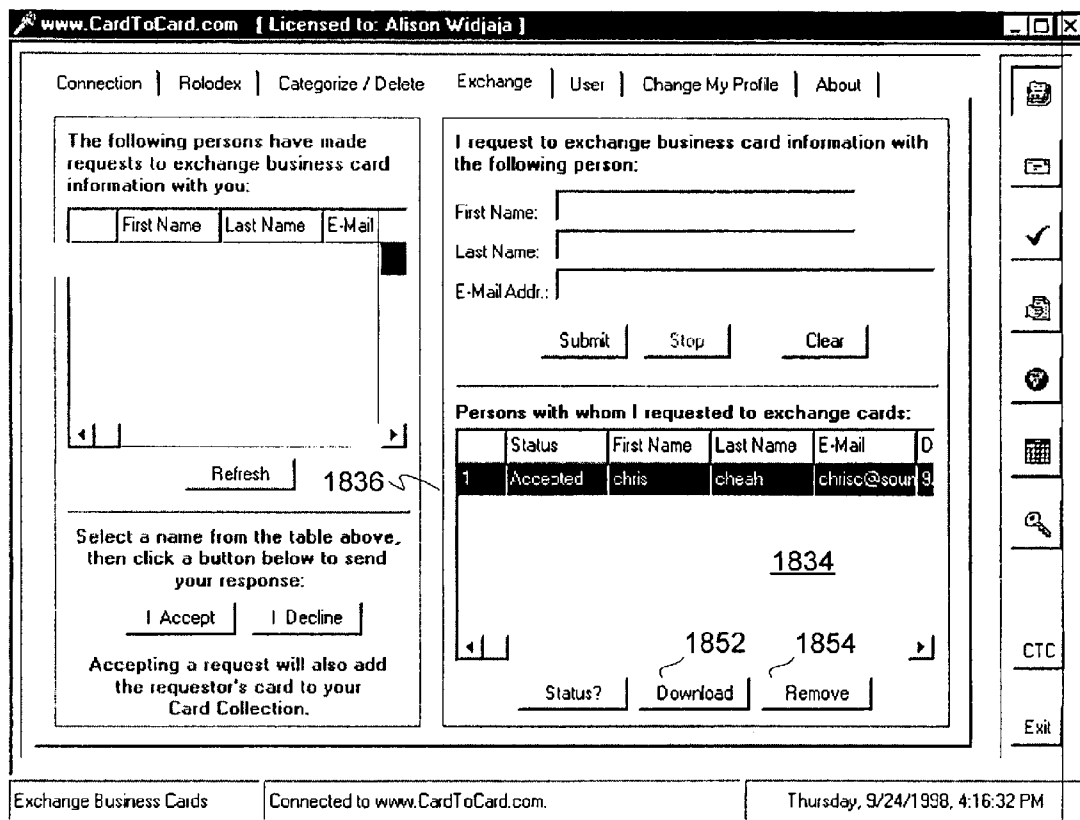 www.CardToCard.com [ Licensed to: Alison Widjaja ]
Connection Rolodex Categorize / Delete Exchange User Change My Profile About
The following persons have made
requests to exchange business card
information with you:
First Name Last Name E-Mail
Refresh
1836
Select a name from the table above,
then click a button below to send
your response:
I Accept I Decline
Accepting a request will also add
the requestor's card to your
Card Collection.
I request to exchange business card information with
the following person:
First Name:
Last Name:
E-Mail Addr.:
Submit Stop Clear
Persons with whom I requested to exchange cards:
Status First Name Last Name E-Mail D
1 Accepted chris cheah chrisc@soun 9.
1834
1852 1854
Status? Download Remove
CTC
Exit
Exchange Business Cards Connected to www.CardToCard.com. Thursday, 9/24/1998, 4:16:32 PM